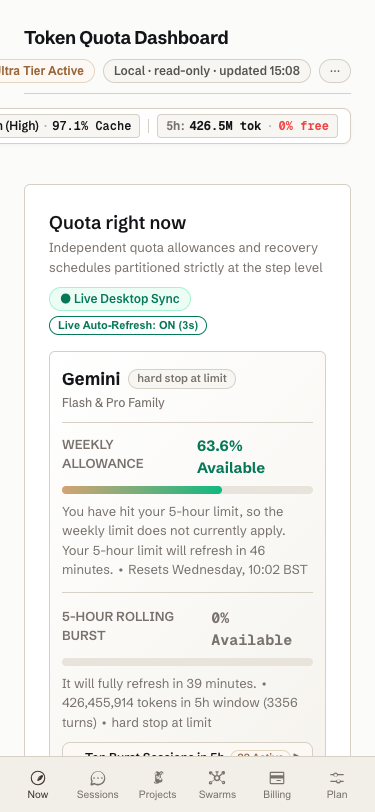 Token Quota Dashboard
Ultra Tier Active
Local · read-only · updated 15:08
···
(High) · 97.1% Cache
5h: 426.5M tok · 0% free
Quota right now
Independent quota allowances and recovery
schedules partitioned strictly at the step level
Live Desktop Sync
Live Auto-Refresh: ON (3s)
Gemini
hard stop at limit
Flash & Pro Family
WEEKLY
ALLOWANCE
63.6%
Available
You have hit your 5-hour limit, so the
weekly limit does not currently apply.
Your 5-hour limit will refresh in 46
minutes. • Resets Wednesday, 10:02 BST
5-HOUR ROLLING
BURST
0%
Available
It will fully refresh in 39 minutes. •
426,455,914 tokens in 5h window (3356
turns) • hard stop at limit
Top Burst Sessions in 5h
Now
Sessions
Projects
Swarms
Billing
Plan